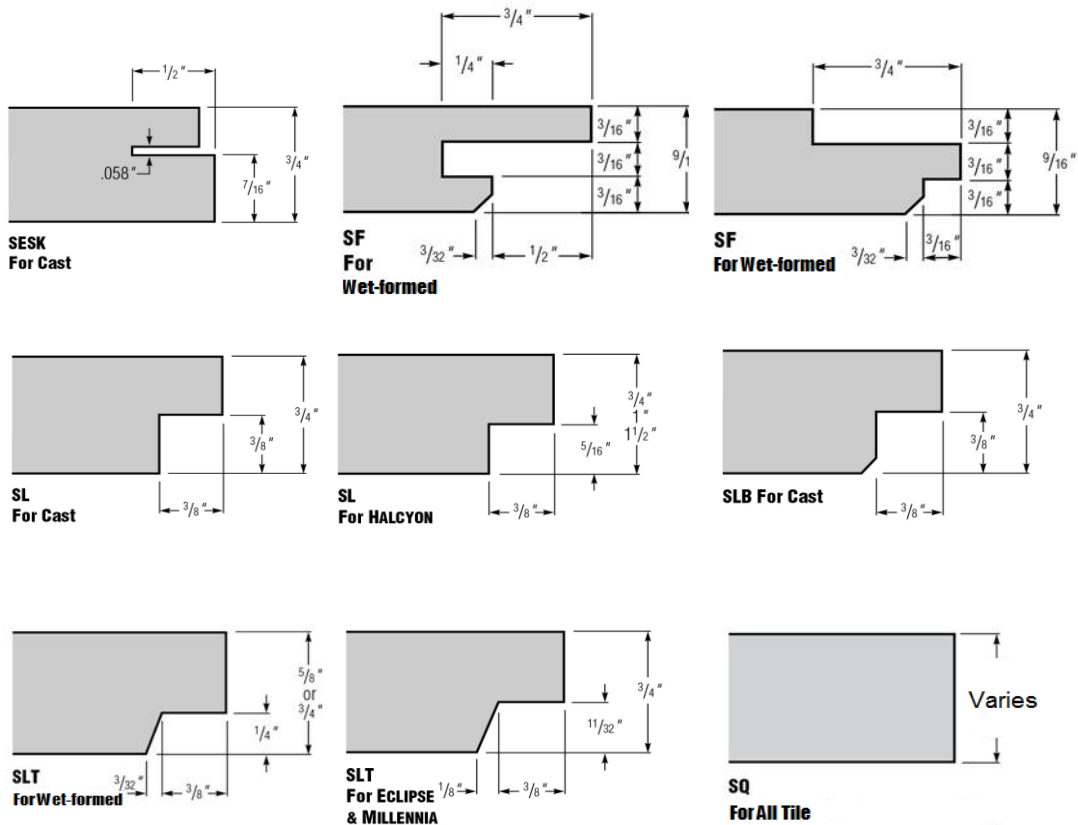 1/2"
.058"
7/16"
3/4"
SESK
For Cast
3/4"
1/4"
3/16"
3/16"
3/16"
9/1
3/32"
1/2"
SF
For
Wet-formed
3/4"
3/16"
3/16"
3/16"
9/16"
3/32"
3/16"
SF
For Wet-formed
3/4"
3/8"
3/8"
SL
For Cast
3/4"
1"
1 1/2"
5/16"
3/8"
SL
For HALCYON
3/4"
3/8"
3/8"
SLB For Cast
5/8"
or
3/4"
1/4"
3/32"
3/8"
SLT
For Wet-formed
3/4"
11/32"
1/8"
3/8"
SLT
For ECLIPSE
& MILLENNIA
Varies
SQ
For All Tile